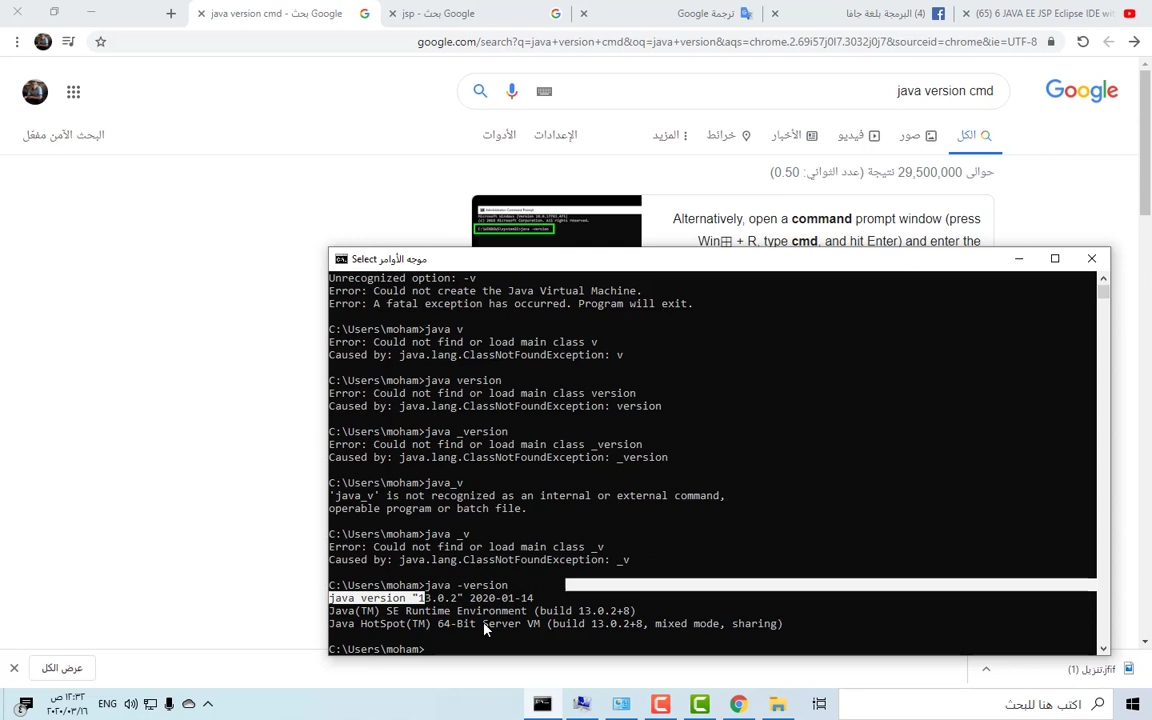 java version cmd - بحث Google
jsp - بحث Google
ترجمة Google
(4) البرمجة بلغة جافا
(65) 6 JAVA EE JSP Eclipse IDE wit
google.com/search?q=java+version+cmd&oq=java+version&aqs=chrome.2.69i57j0l7.3032j0j7&sourceid=chrome&ie=UTF-8
Google
java version cmd
الكل
صور
فيديو
الأخبار
خرائط
المزيد
الإعدادات
الأدوات
البحث الآمن مفعّل
حوالى 29,500,000 نتيجة (عدد الثواني: 0.50)
Alternatively, open a command prompt window (press
Win + R, type cmd, and hit Enter) and enter the
Select موجه الأوامر
Unrecognized option: -v
Error: Could not create the Java Virtual Machine.
Error: A fatal exception has occurred. Program will exit.
C:\Users\moham>java v
Error: Could not find or load main class v
Caused by: java.lang.ClassNotFoundException: v
C:\Users\moham>java version
Error: Could not find or load main class version
Caused by: java.lang.ClassNotFoundException: version
C:\Users\moham>java _version
Error: Could not find or load main class _version
Caused by: java.lang.ClassNotFoundException: _version
C:\Users\moham>java_v
'java_v' is not recognized as an internal or external command,
operable program or batch file.
C:\Users\moham>java _v
Error: Could not find or load main class _v
Caused by: java.lang.ClassNotFoundException: _v
C:\Users\moham>java -version
java version "13.0.2" 2020-01-14
Java(TM) SE Runtime Environment (build 13.0.2+8)
Java HotSpot(TM) 64-Bit Server VM (build 13.0.2+8, mixed mode, sharing)
C:\Users\moham>
عرض الكل
تنزيل (1).jfif
اكتب هنا للبحث
ENG
١٢:٣٢ ص
٢٠٢٠/٠٣/١٦